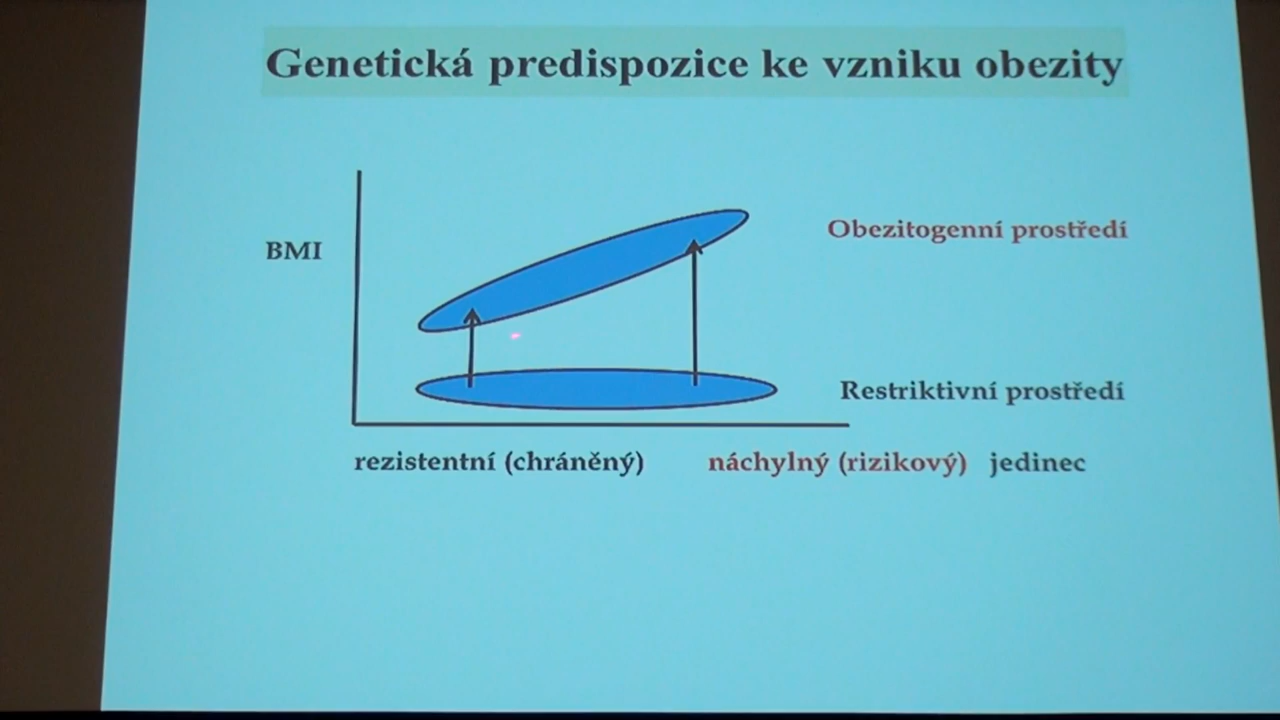 Genetická predispozice ke vzniku obezity
BMI
Obezitogenní prostředí
Restriktivní prostředí
rezistentní (chráněný) náchylný (rizikový) jedinec